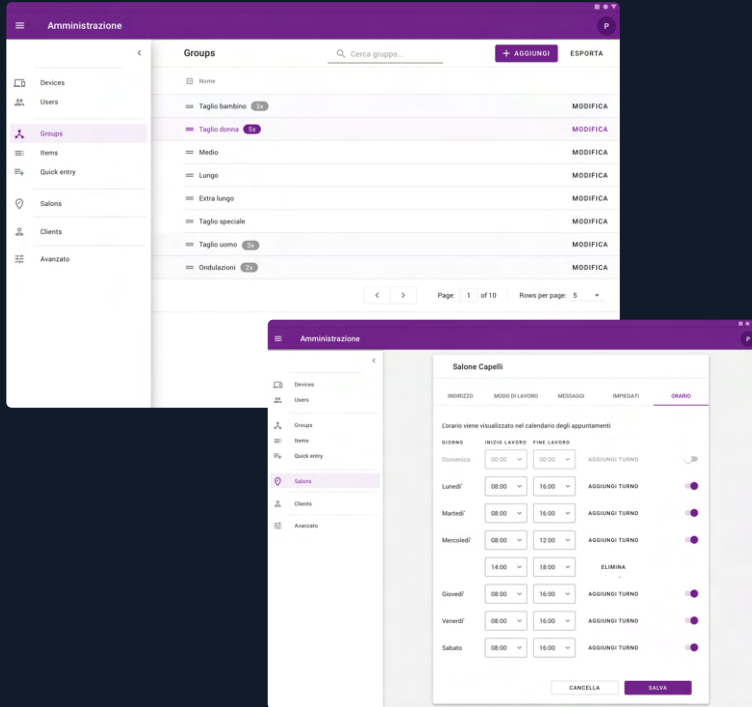 Amministrazione
P
Devices
Users
Groups
Items
Quick entry
Salons
Clients
Avanzato
Groups
Cerca gruppo...
+ AGGIUNGI
ESPORTA
Nome
Taglio bambino 3x MODIFICA
Taglio donna 5x MODIFICA
Medio MODIFICA
Lungo MODIFICA
Extra lungo MODIFICA
Taglio speciale MODIFICA
Taglio uomo 3x MODIFICA
Ondulazioni 2x MODIFICA
Page: 1 of 10 Rows per page: 5
Amministrazione
P
Devices
Users
Groups
Items
Quick entry
Salons
Clients
Avanzato
Salone Capelli
INDIRIZZO MODO DI LAVORO MESSAGGI IMPIEGATI ORARIO
L'orario viene visualizzato nel calendario degli appuntamenti
GIORNO INIZIO LAVORO FINE LAVORO
Domenica 00:00 00:00 AGGIUNGI TURNO
Lunedi' 08:00 16:00 AGGIUNGI TURNO
Martedi' 08:00 16:00 AGGIUNGI TURNO
Mercoledi' 08:00 12:00 AGGIUNGI TURNO
14:00 18:00 ELIMINA
Giovedi' 08:00 16:00 AGGIUNGI TURNO
Venerdi' 08:00 16:00 AGGIUNGI TURNO
Sabato 08:00 16:00 AGGIUNGI TURNO
CANCELLA SALVA